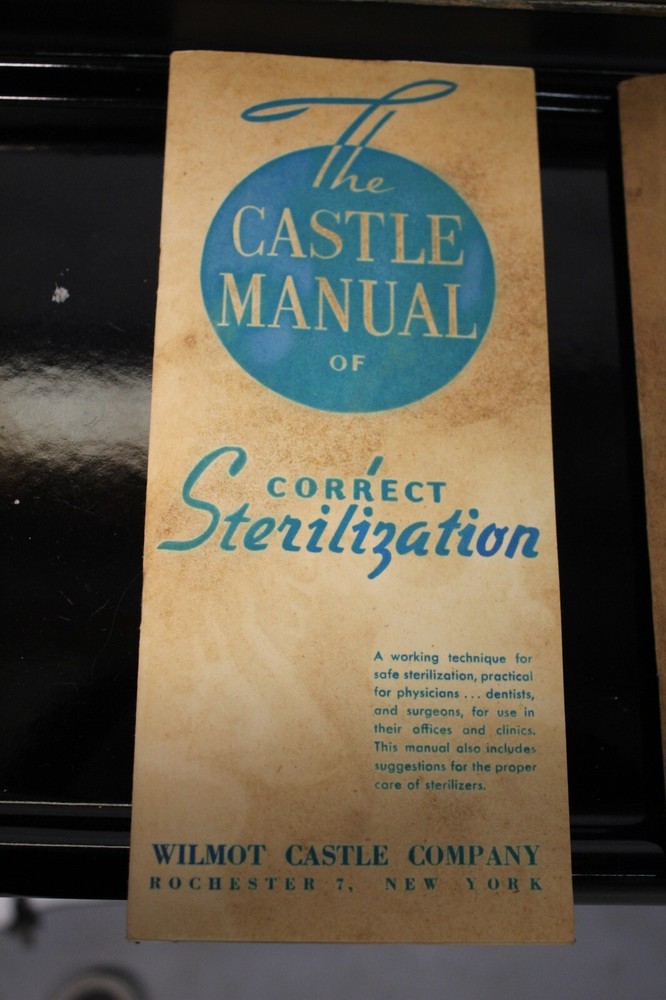 The
CASTLE
MANUAL
OF
CORRECT
Sterilization
A working technique for
safe sterilization, practical
for physicians ... dentists,
and surgeons, for use in
their offices and clinics.
This manual also includes
suggestions for the proper
care of sterilizers.
WILMOT CASTLE COMPANY
ROCHESTER 7, NEW YORK